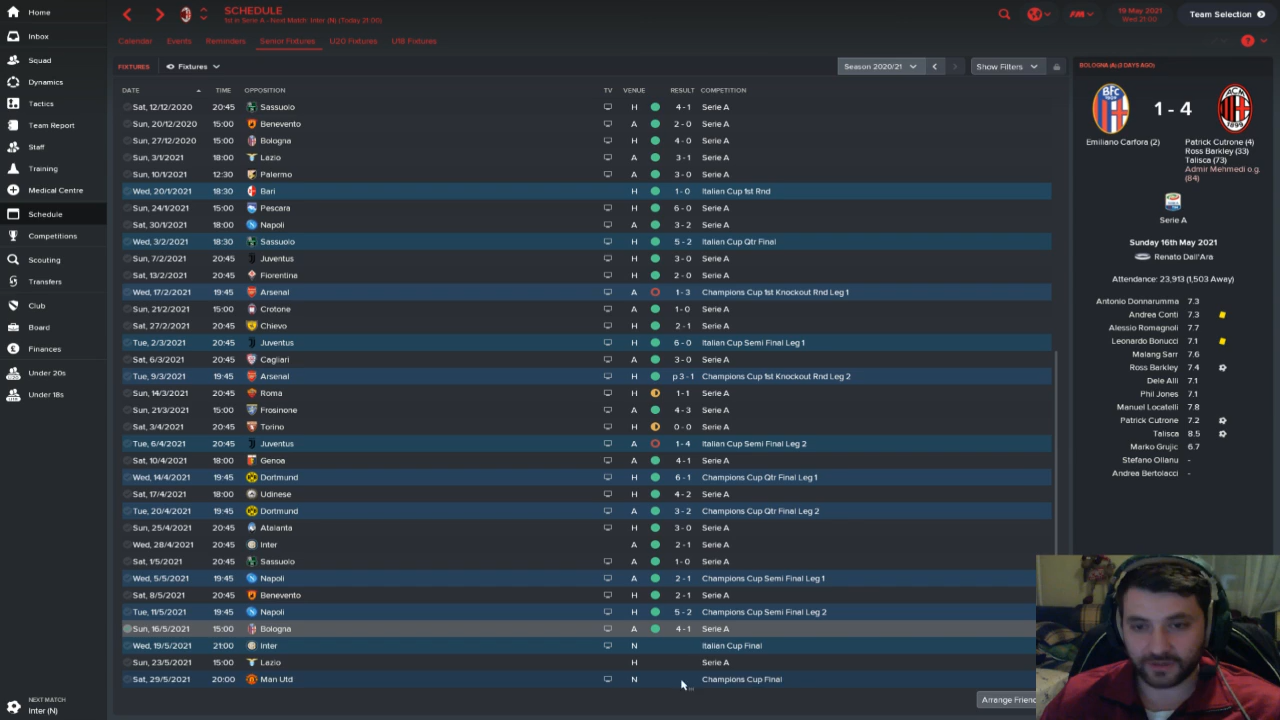 Home
SCHEDULE
1st in Serie A - Next Match: Inter (N) (Today 21:00)
19 May 2021
Wed 21:00
Team Selection
Inbox
Squad
Dynamics
Tactics
Team Report
Staff
Training
Medical Centre
Schedule
Competitions
Scouting
Transfers
Club
Board
Finances
Under 20s
Under 18s
NEXT MATCH
Inter (N)
Calendar Events Reminders Senior Fixtures U20 Fixtures U18 Fixtures
FIXTURES Fixtures Season 2020/21 Show Filters
DATE TIME OPPOSITION TV VENUE RESULT COMPETITION
Sat, 12/12/2020 20:45 Sassuolo H 4-1 Serie A
Sun, 20/12/2020 15:00 Benevento A 2-0 Serie A
Sun, 27/12/2020 15:00 Bologna H 4-0 Serie A
Sun, 3/1/2021 18:00 Lazio A 3-1 Serie A
Sun, 10/1/2021 12:30 Palermo A 3-0 Serie A
Wed, 20/1/2021 18:30 Bari H 1-0 Italian Cup 1st Rnd
Sun, 24/1/2021 15:00 Pescara H 6-0 Serie A
Sat, 30/1/2021 18:00 Napoli A 3-2 Serie A
Wed, 3/2/2021 18:30 Sassuolo H 5-2 Italian Cup Qtr Final
Sun, 7/2/2021 20:45 Juventus H 3-0 Serie A
Sat, 13/2/2021 20:45 Fiorentina A 2-0 Serie A
Wed, 17/2/2021 19:45 Arsenal A 1-3 Champions Cup 1st Knockout Rnd Leg 1
Sun, 21/2/2021 15:00 Crotone A 1-0 Serie A
Sat, 27/2/2021 20:45 Chievo H 2-1 Serie A
Tue, 2/3/2021 20:45 Juventus H 6-0 Italian Cup Semi Final Leg 1
Sat, 6/3/2021 20:45 Cagliari A 3-0 Serie A
Tue, 9/3/2021 19:45 Arsenal H p 3-1 Champions Cup 1st Knockout Rnd Leg 2
Sun, 14/3/2021 20:45 Roma H 1-1 Serie A
Sun, 21/3/2021 15:00 Frosinone A 4-3 Serie A
Sat, 3/4/2021 20:45 Torino H 0-0 Serie A
Tue, 6/4/2021 20:45 Juventus A 1-4 Italian Cup Semi Final Leg 2
Sat, 10/4/2021 18:00 Genoa A 4-1 Serie A
Wed, 14/4/2021 19:45 Dortmund H 6-1 Champions Cup Qtr Final Leg 1
Sat, 17/4/2021 18:00 Udinese H 4-2 Serie A
Tue, 20/4/2021 19:45 Dortmund A 3-2 Champions Cup Qtr Final Leg 2
Sun, 25/4/2021 20:45 Atalanta H 3-0 Serie A
Wed, 28/4/2021 20:45 Inter A 2-1 Serie A
Sat, 1/5/2021 20:45 Sassuolo A 1-0 Serie A
Wed, 5/5/2021 19:45 Napoli A 2-1 Champions Cup Semi Final Leg 1
Sat, 8/5/2021 20:45 Benevento H 2-1 Serie A
Tue, 11/5/2021 19:45 Napoli H 5-2 Champions Cup Semi Final Leg 2
Sun, 16/5/2021 15:00 Bologna A 4-1 Serie A
Wed, 19/5/2021 21:00 Inter N Italian Cup Final
Sun, 23/5/2021 15:00 Lazio H Serie A
Sat, 29/5/2021 20:00 Man Utd N Champions Cup Final
Arrange Friend
BOLOGNA (A) (3 DAYS AGO)
1 - 4
Emiliano Carfora (2)
Patrick Cutrone (4)
Ross Barkley (33)
Talisca (73)
Admir Mehmedi o.g.
(84)
Serie A
Sunday 16th May 2021
Renato Dall'Ara
Attendance: 23,913 (1,503 Away)
Antonio Donnarumma 7.3
Andrea Conti 7.3
Alessio Romagnoli 7.7
Leonardo Bonucci 7.1
Malang Sarr 7.6
Ross Barkley 7.4
Dele Alli 7.1
Phil Jones 7.1
Manuel Locatelli 7.8
Patrick Cutrone 7.2
Talisca 8.5
Marko Grujic 6.7
Stefano Ollanu -
Andrea Bertolacci -